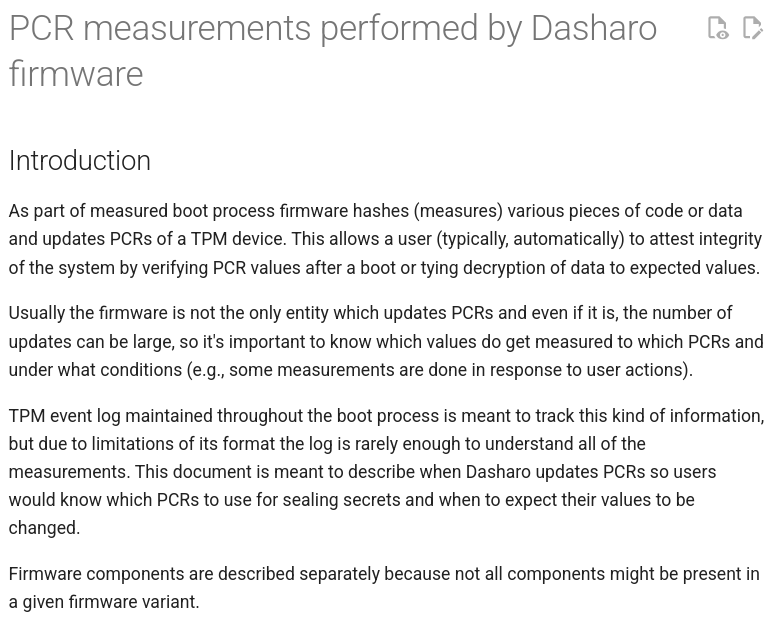 PCR measurements performed by Dasharo
firmware
Introduction
As part of measured boot process firmware hashes (measures) various pieces of code or data
and updates PCRs of a TPM device. This allows a user (typically, automatically) to attest integrity
of the system by verifying PCR values after a boot or tying decryption of data to expected values.
Usually the firmware is not the only entity which updates PCRs and even if it is, the number of
updates can be large, so it's important to know which values do get measured to which PCRs and
under what conditions (e.g., some measurements are done in response to user actions).
TPM event log maintained throughout the boot process is meant to track this kind of information,
but due to limitations of its format the log is rarely enough to understand all of the
measurements. This document is meant to describe when Dasharo updates PCRs so users
would know which PCRs to use for sealing secrets and when to expect their values to be
changed.
Firmware components are described separately because not all components might be present in
a given firmware variant.